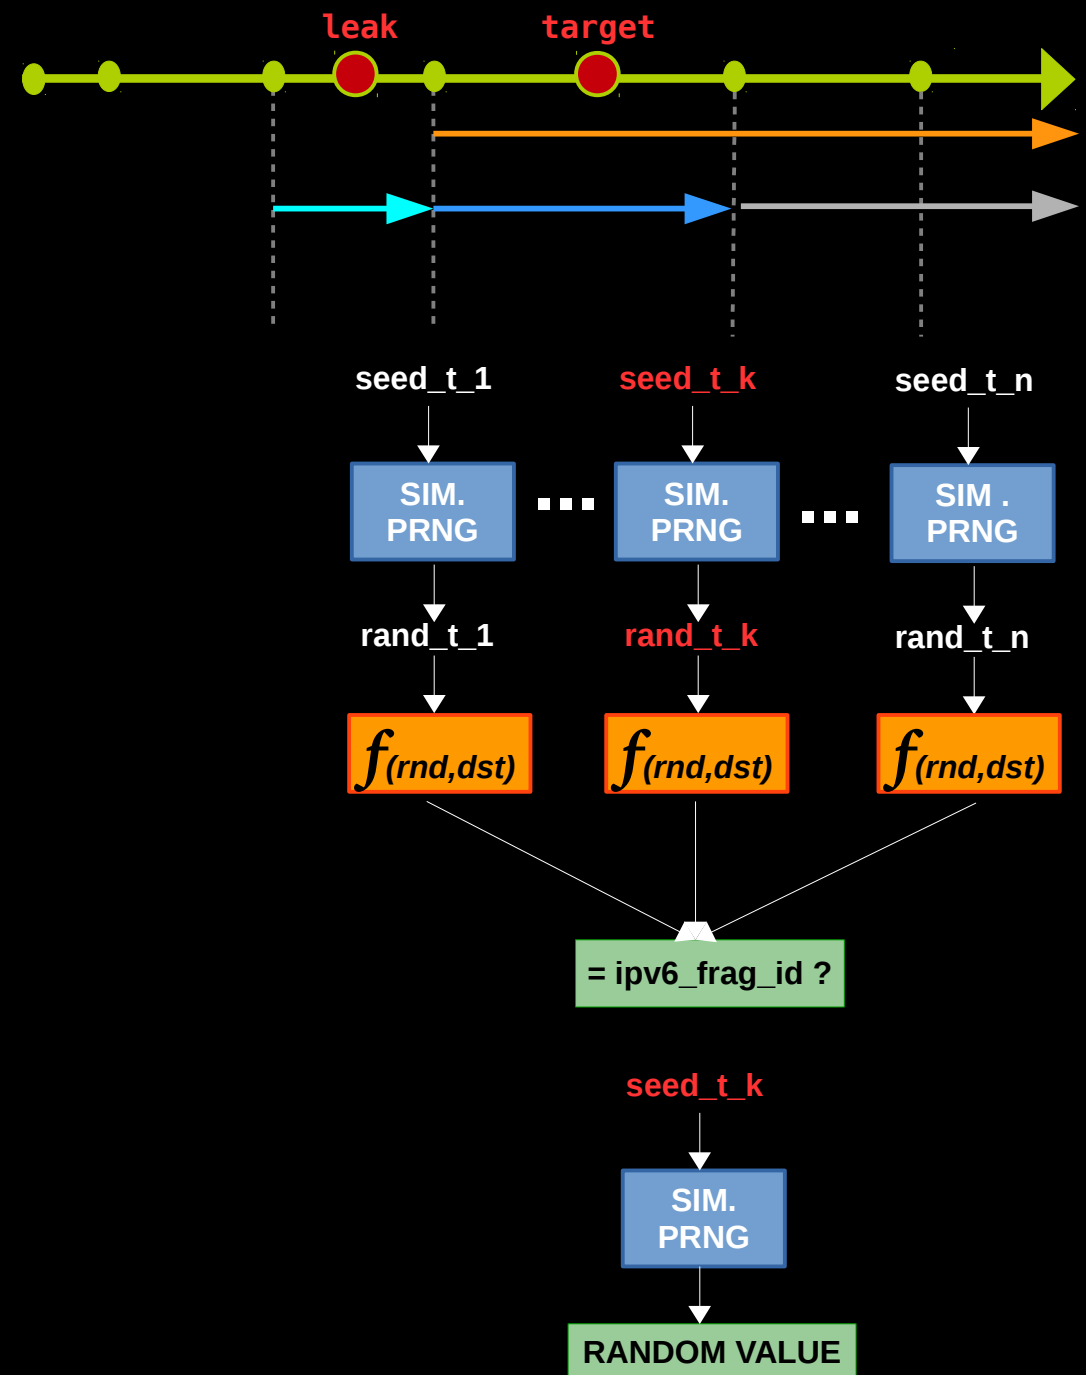 leak target
seed_t_1 seed_t_k seed_t_n
SIM. SIM. SIM .
PRNG PRNG PRNG
rand_t_1 rand_t_k rand_t_n
f(rnd,dst) f(rnd,dst) f(rnd,dst)
= ipv6_frag_id ?
seed_t_k
SIM.
PRNG
RANDOM VALUE